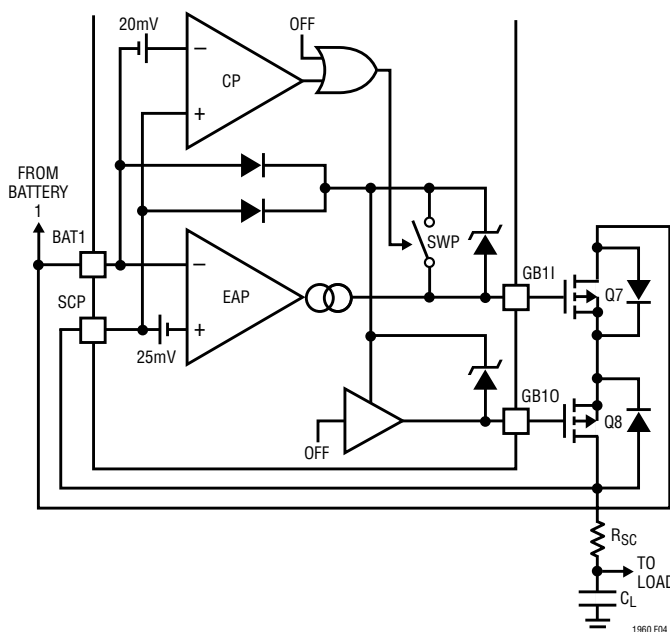 20mV
OFF
−
CP
+
FROM
BATTERY
1
BAT1
SWP
−
EAP
GB1I
Q7
SCP
+
25mV
GB1O
Q8
OFF
RSC
TO
LOAD
CL
1960 F04